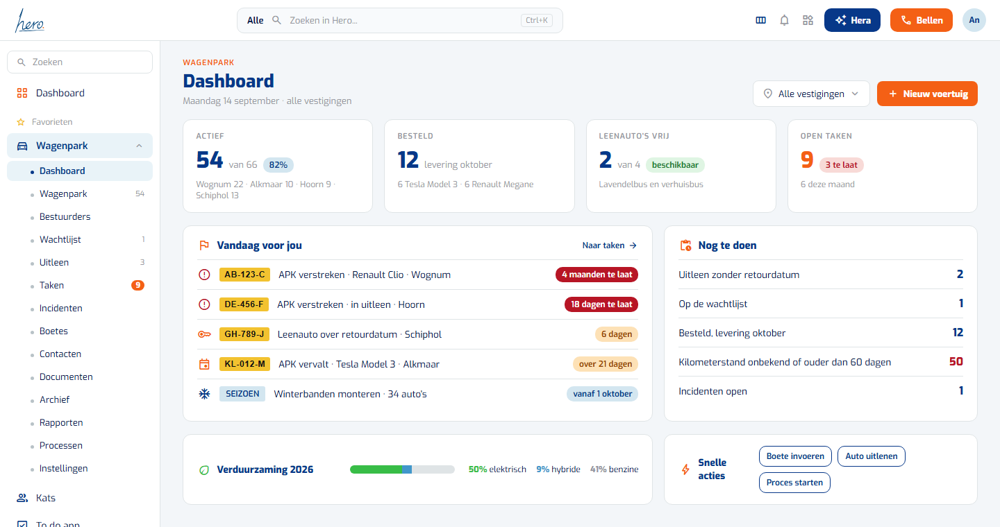 hero.
Alle Zoeken in Hero... Ctrl+K
Hera
Bellen
An
Zoeken
Dashboard
Favorieten
Wagenpark
Dashboard
Wagenpark 54
Bestuurders
Wachtlijst 1
Uitleen 3
Taken 9
Incidenten
Boetes
Contacten
Documenten
Archief
Rapporten
Processen
Instellingen
Kats
To do app
WAGENPARK
Dashboard
Maandag 14 september · alle vestigingen
Alle vestigingen
Nieuw voertuig
ACTIEF
54 van 66 82%
Wognum 22 · Alkmaar 10 · Hoorn 9 ·
Schiphol 13
BESTELD
12 levering oktober
6 Tesla Model 3 · 6 Renault Megane
LEENAUTO'S VRIJ
2 van 4 beschikbaar
Lavendelbus en verhuisbus
OPEN TAKEN
9 3 te laat
6 deze maand
Vandaag voor jou Naar taken
AB-123-C APK verstreken · Renault Clio · Wognum 4 maanden te laat
DE-456-F APK verstreken · in uitleen · Hoorn 18 dagen te laat
GH-789-J Leenauto over retourdatum · Schiphol 6 dagen
KL-012-M APK vervalt · Tesla Model 3 · Alkmaar over 21 dagen
SEIZOEN Winterbanden monteren · 34 auto's vanaf 1 oktober
Nog te doen
Uitleen zonder retourdatum 2
Op de wachtlijst 1
Besteld, levering oktober 12
Kilometerstand onbekend of ouder dan 60 dagen 50
Incidenten open 1
Verduurzaming 2026 50% elektrisch 9% hybride 41% benzine
Snelle
acties
Boete invoeren Auto uitlenen
Proces starten